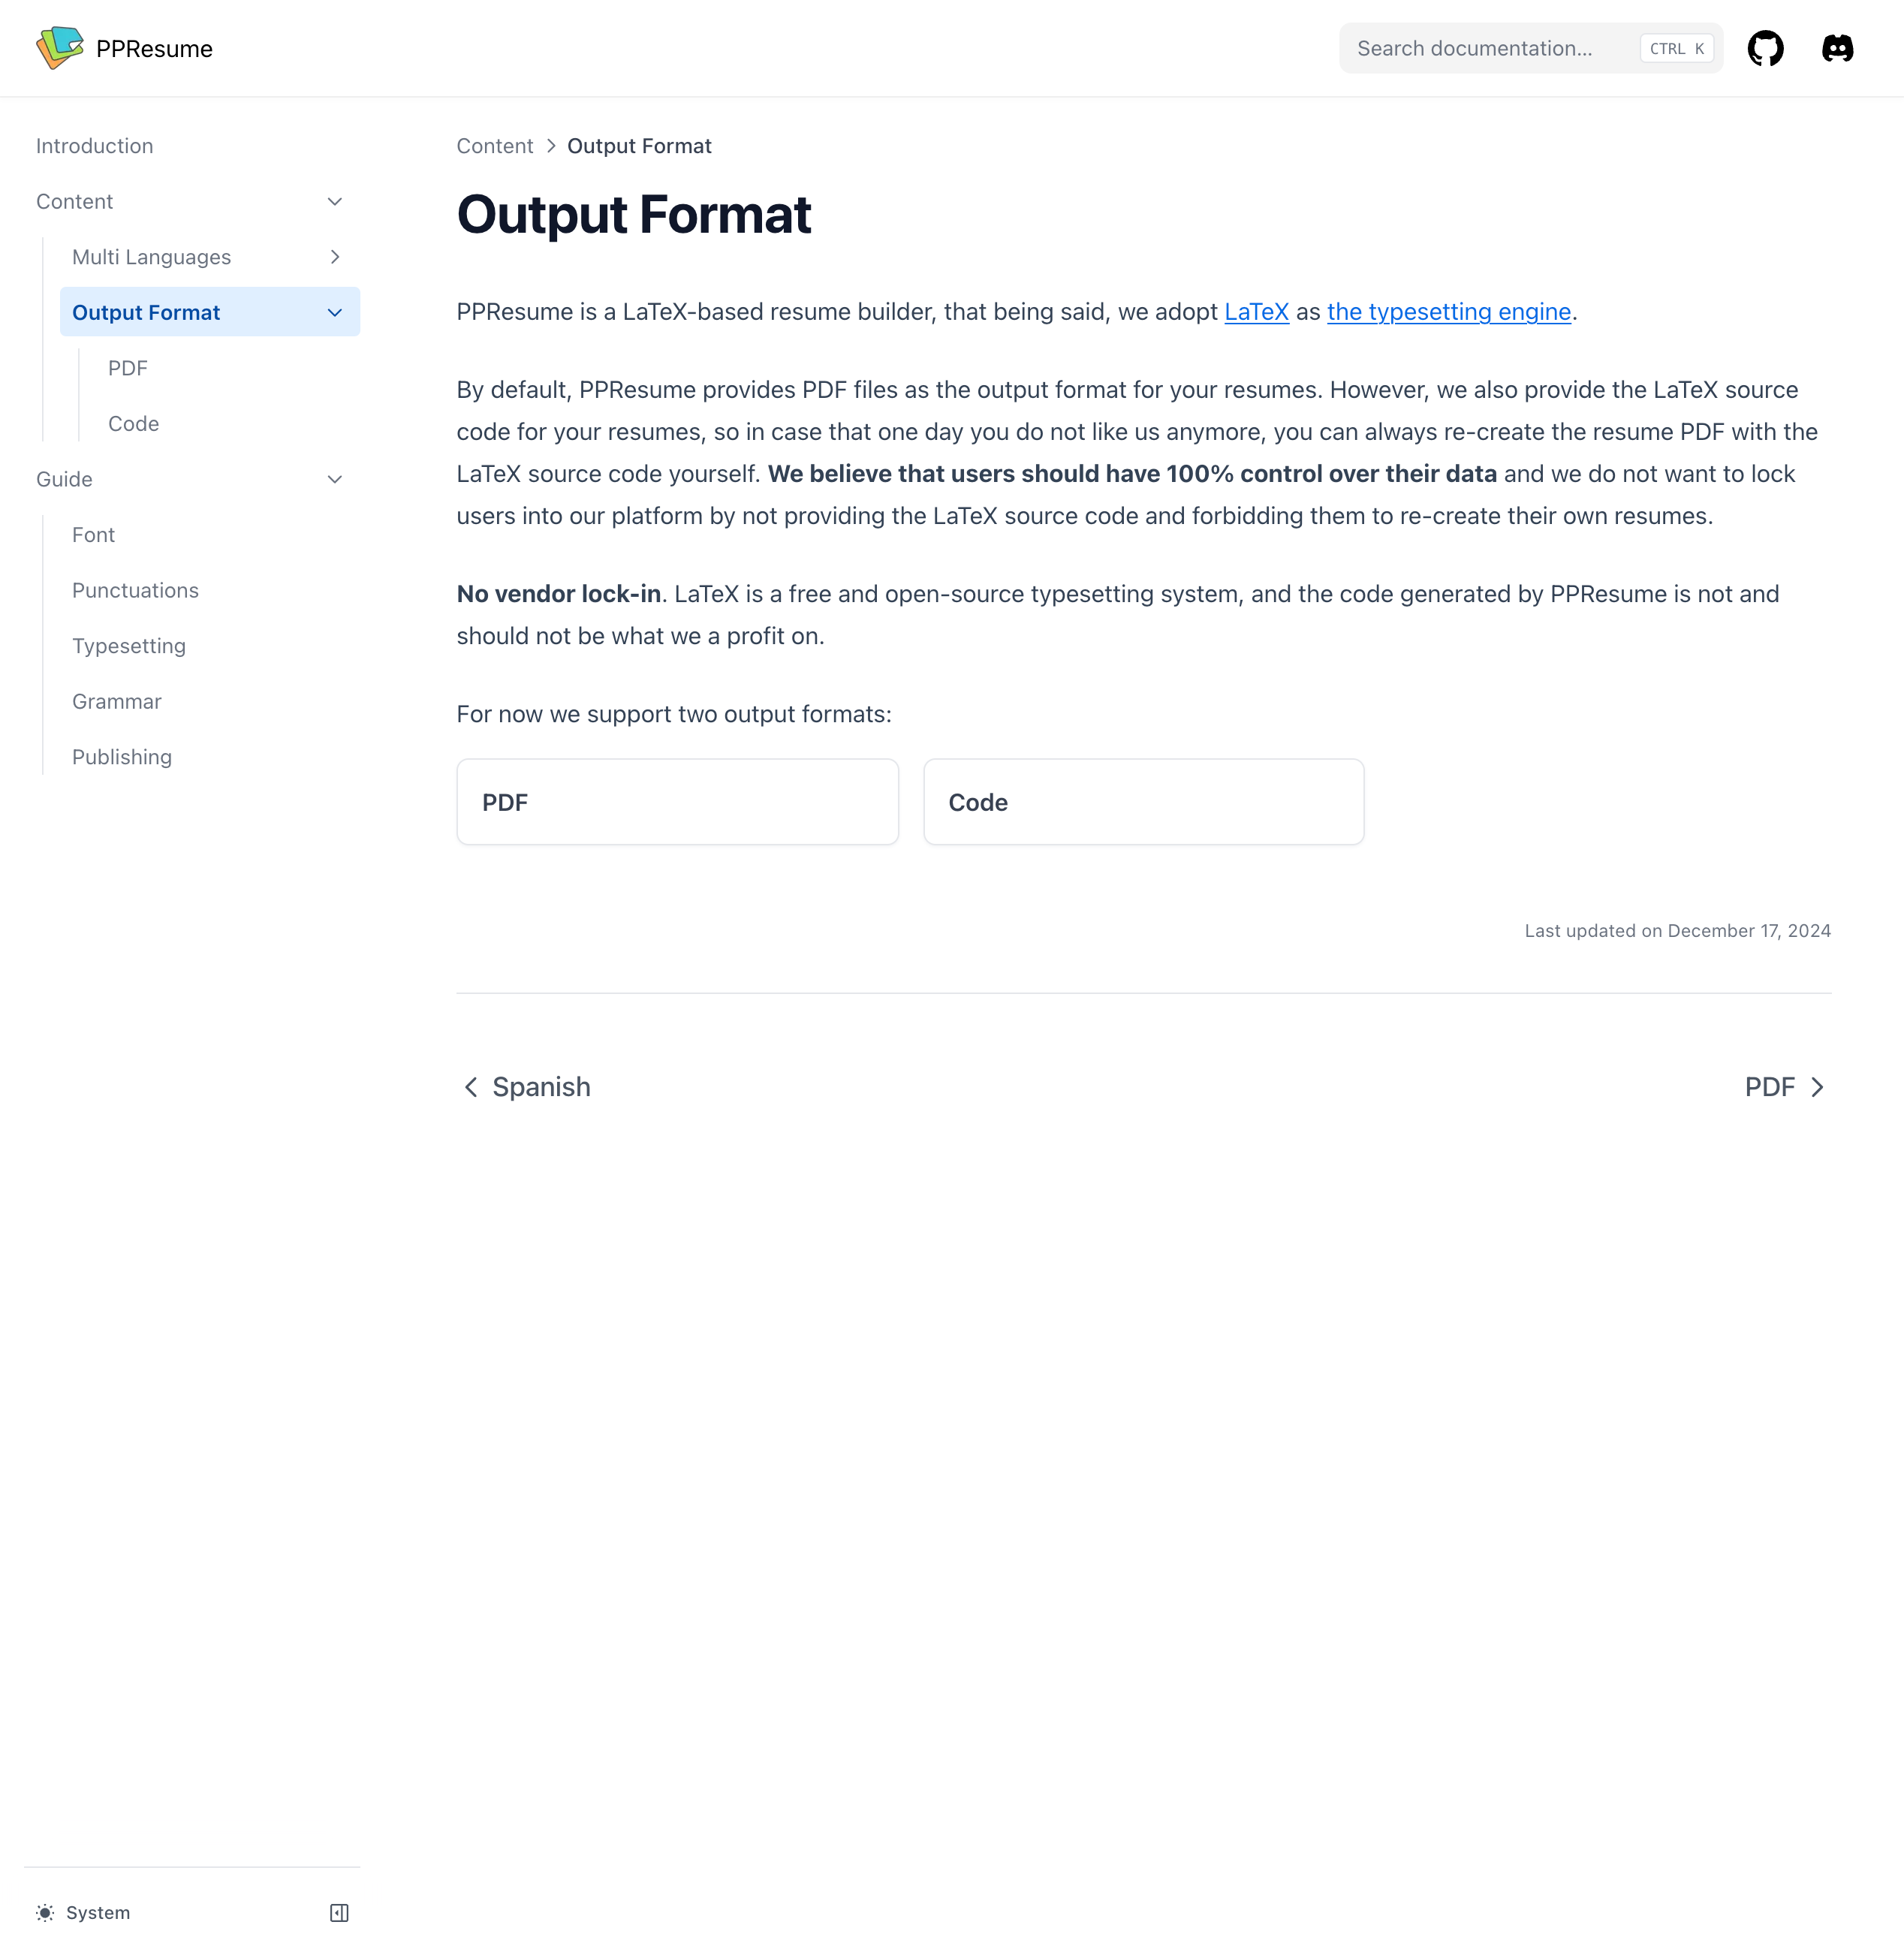 PPResume
Search documentation...
CTRL K
Introduction
Content
Multi Languages
Output Format
PDF
Code
Guide
Font
Punctuations
Typesetting
Grammar
Publishing
Content > Output Format
Output Format
PPResume is a LaTeX-based resume builder, that being said, we adopt LaTeX as the typesetting engine.
By default, PPResume provides PDF files as the output format for your resumes. However, we also provide the LaTeX source
code for your resumes, so in case that one day you do not like us anymore, you can always re-create the resume PDF with the
LaTeX source code yourself. We believe that users should have 100% control over their data and we do not want to lock
users into our platform by not providing the LaTeX source code and forbidding them to re-create their own resumes.
No vendor lock-in. LaTeX is a free and open-source typesetting system, and the code generated by PPResume is not and
should not be what we a profit on.
For now we support two output formats:
PDF
Code
Last updated on December 17, 2024
Spanish
PDF
System